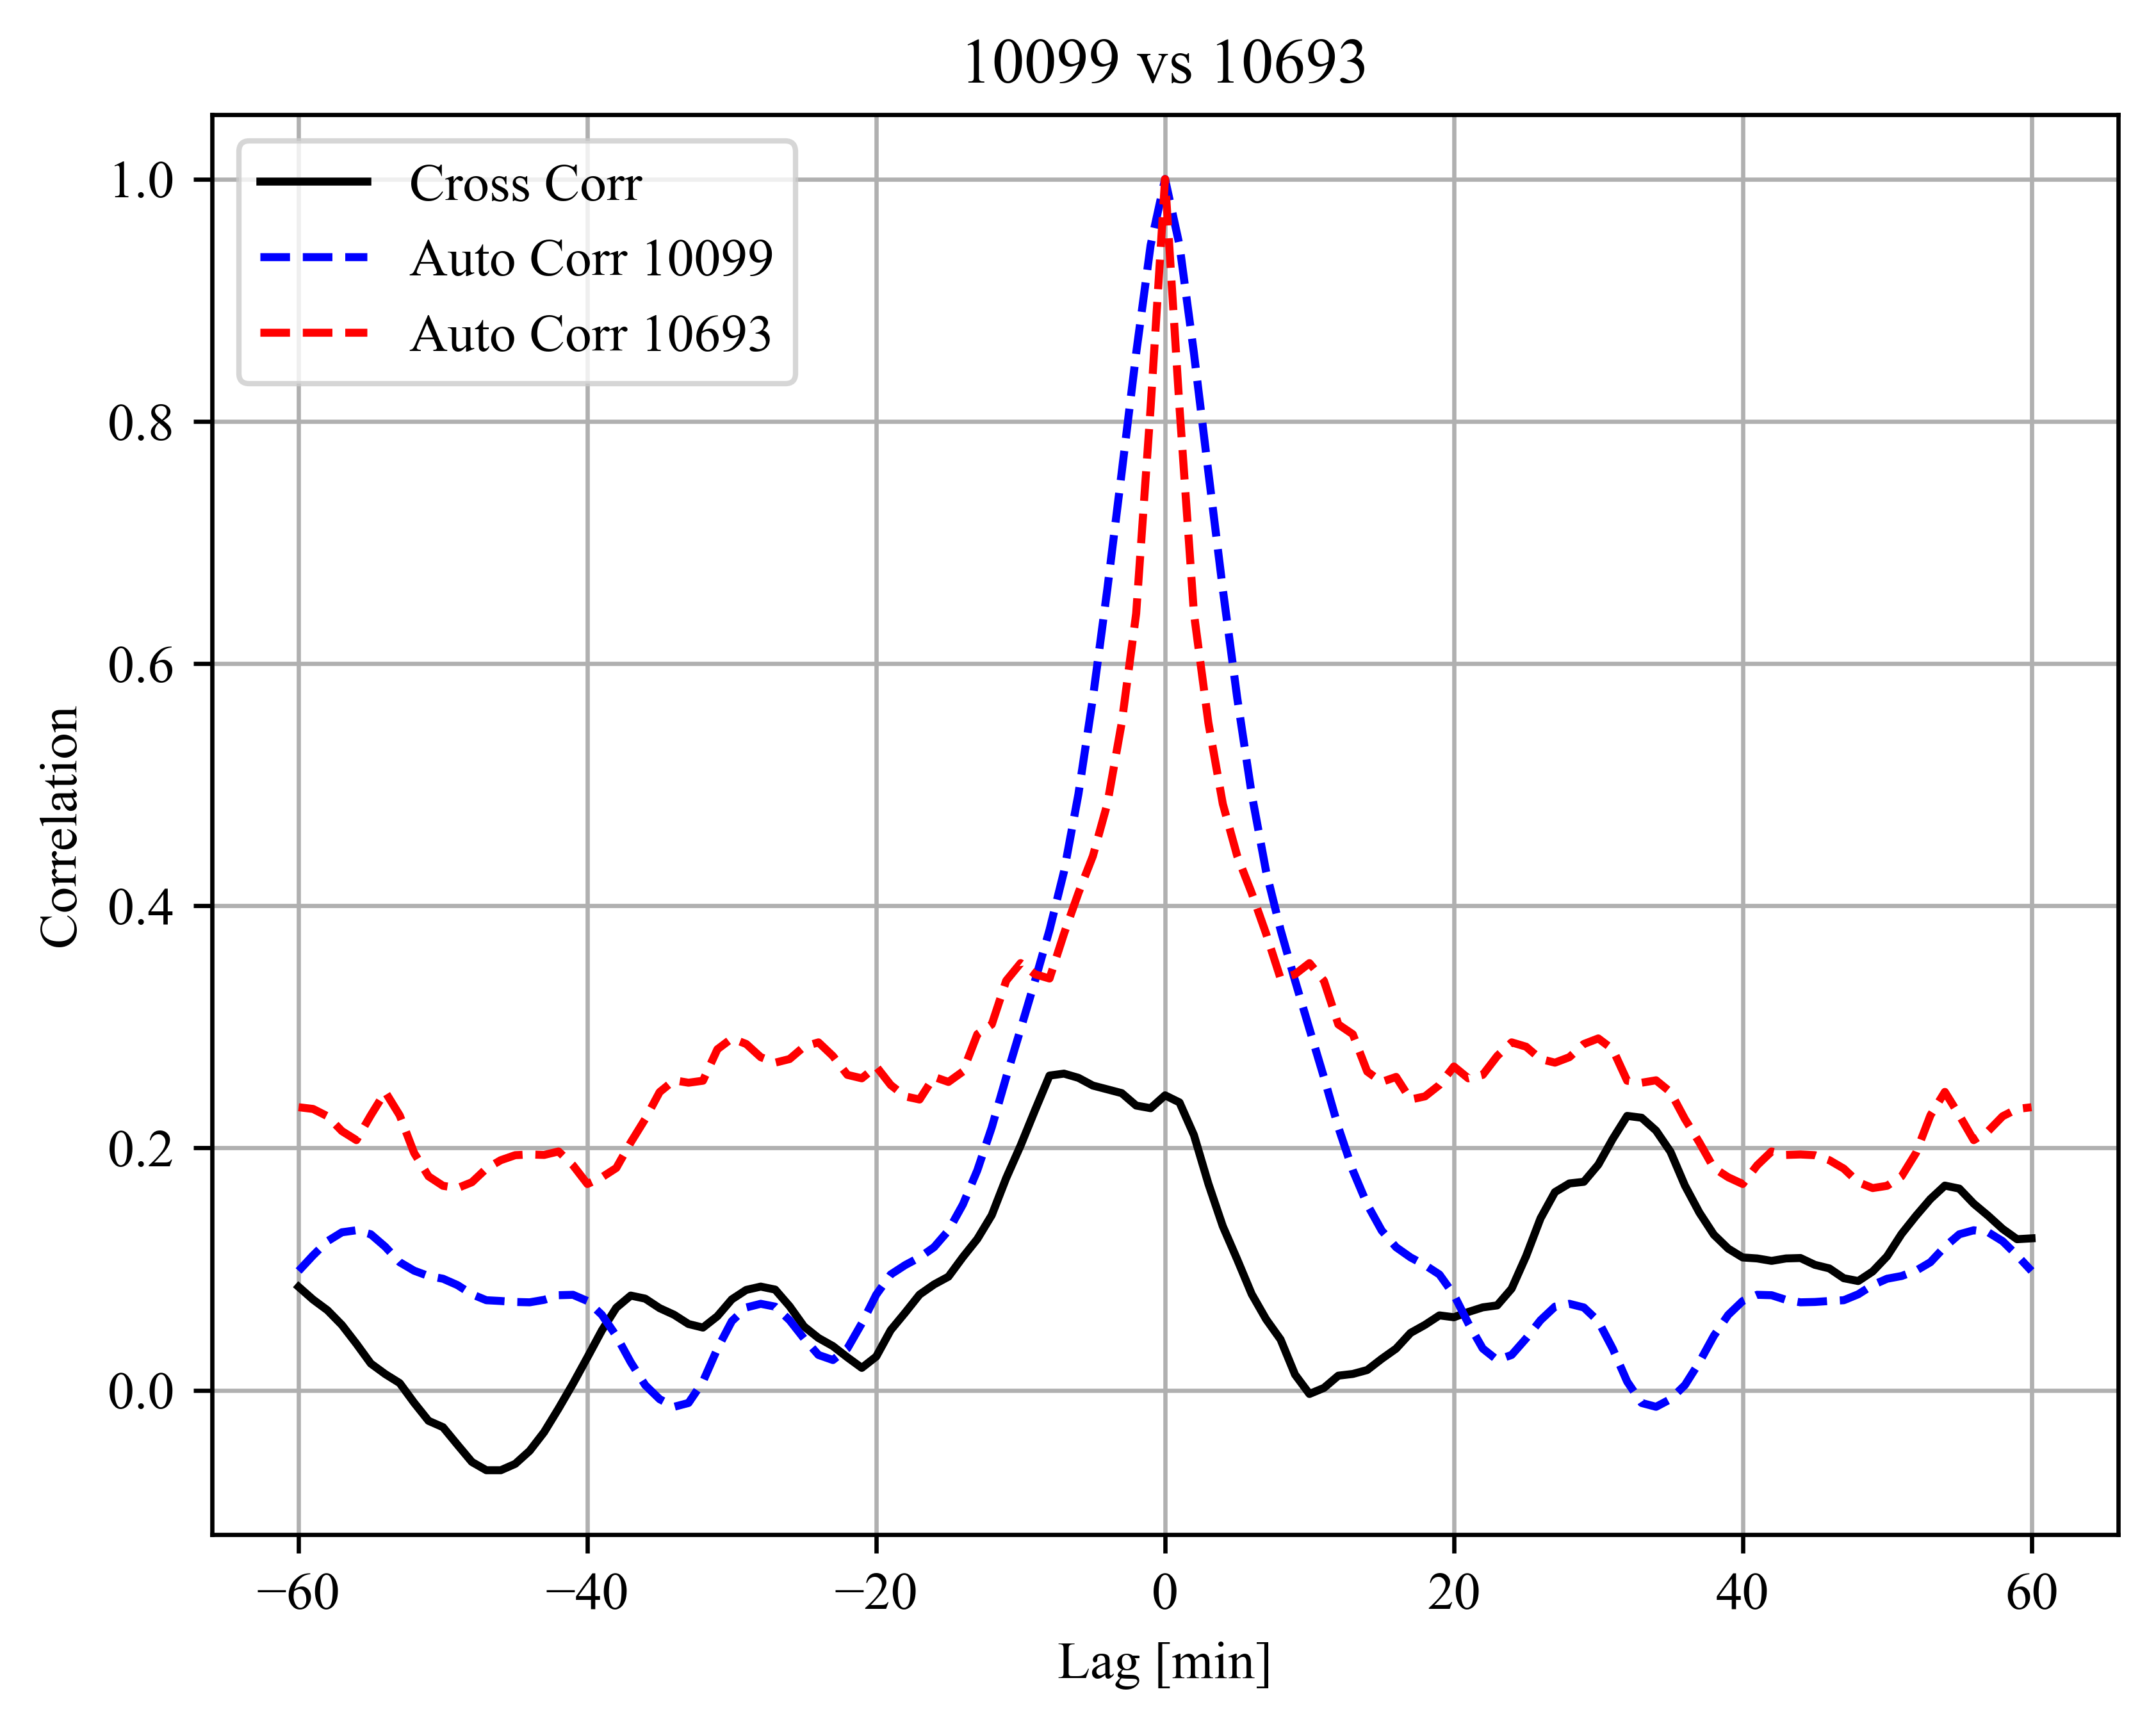 10099 vs 10693
Cross Corr
Auto Corr 10099
Auto Corr 10693
1.0
0.8
0.6
0.4
0.2
0.0
Correlation
−60 −40 −20 0 20 40 60
Lag [min]